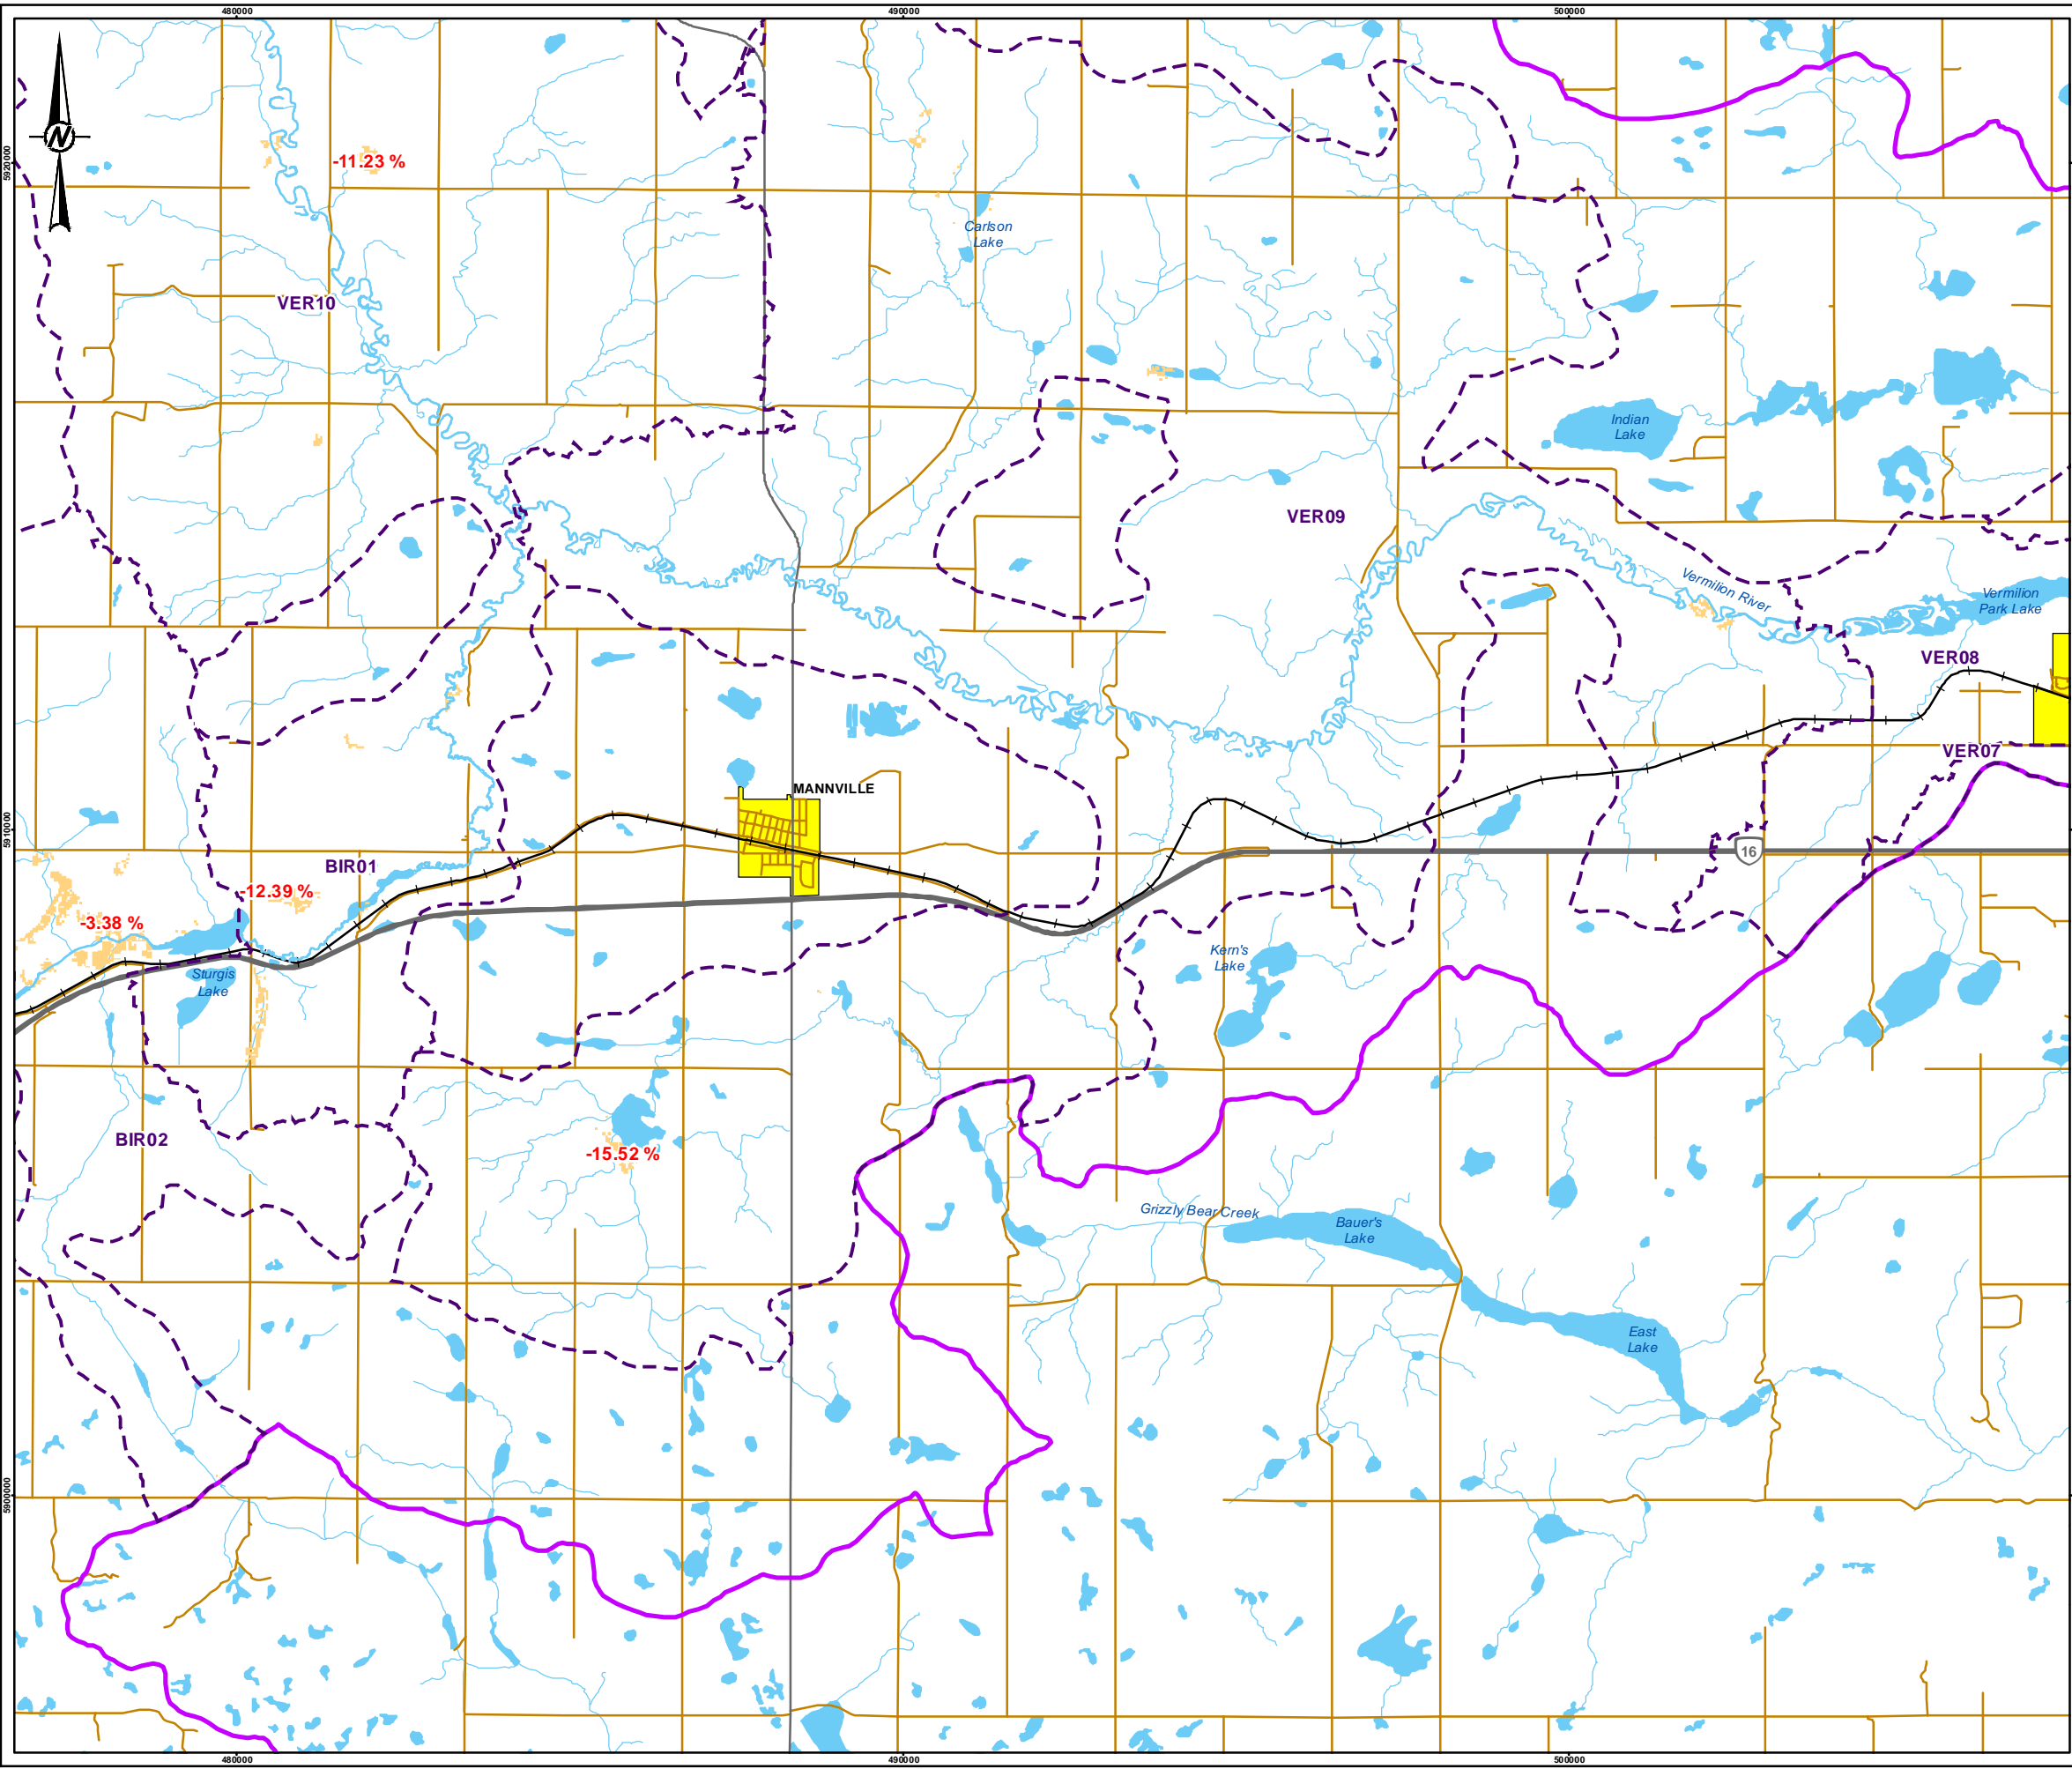 480000
490000
500000
5920000
N
-11.23 %
Carlson
Lake
VER10
Indian
Lake
VER09
Vermilion River
Vermilion
Park Lake
VER08
VER07
MANNVILLE
5910000
16
BIR01
-12.39 %
-3.38 %
Kern's
Lake
Sturgis
Lake
BIR02
-15.52 %
Grizzly Bear Creek
Bauer's
Lake
East
Lake
5900000
480000
490000
500000